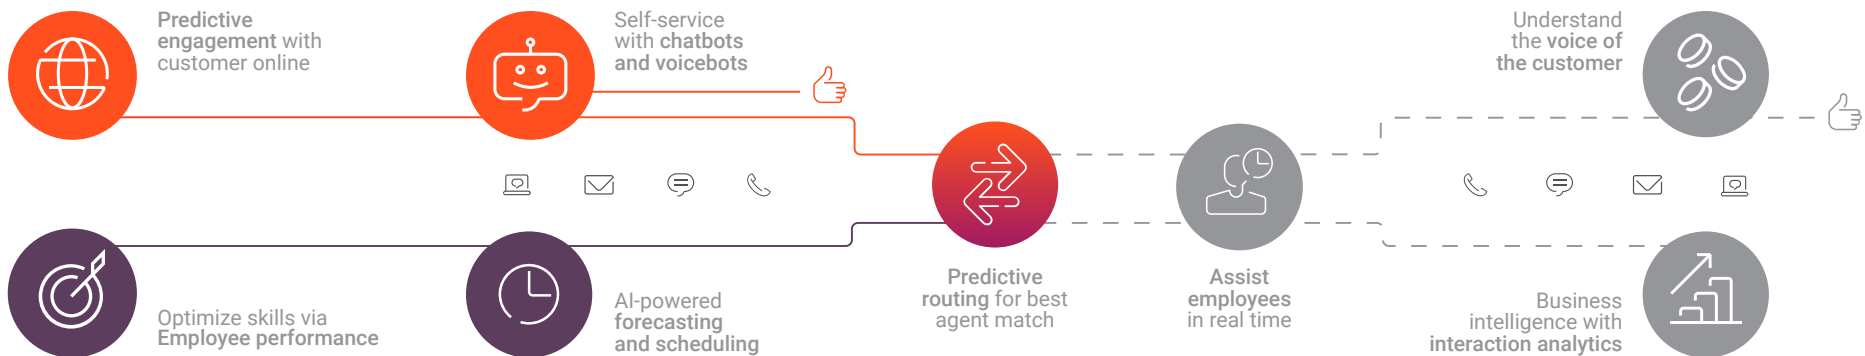 Predictive
engagement with
customer online
Self-service
with chatbots
and voicebots
Understand
the voice of
the customer
Optimize skills via
Employee performance
AI-powered
forecasting
and scheduling
Predictive
routing for best
agent match
Assist
employees
in real time
Business
intelligence with
interaction analytics